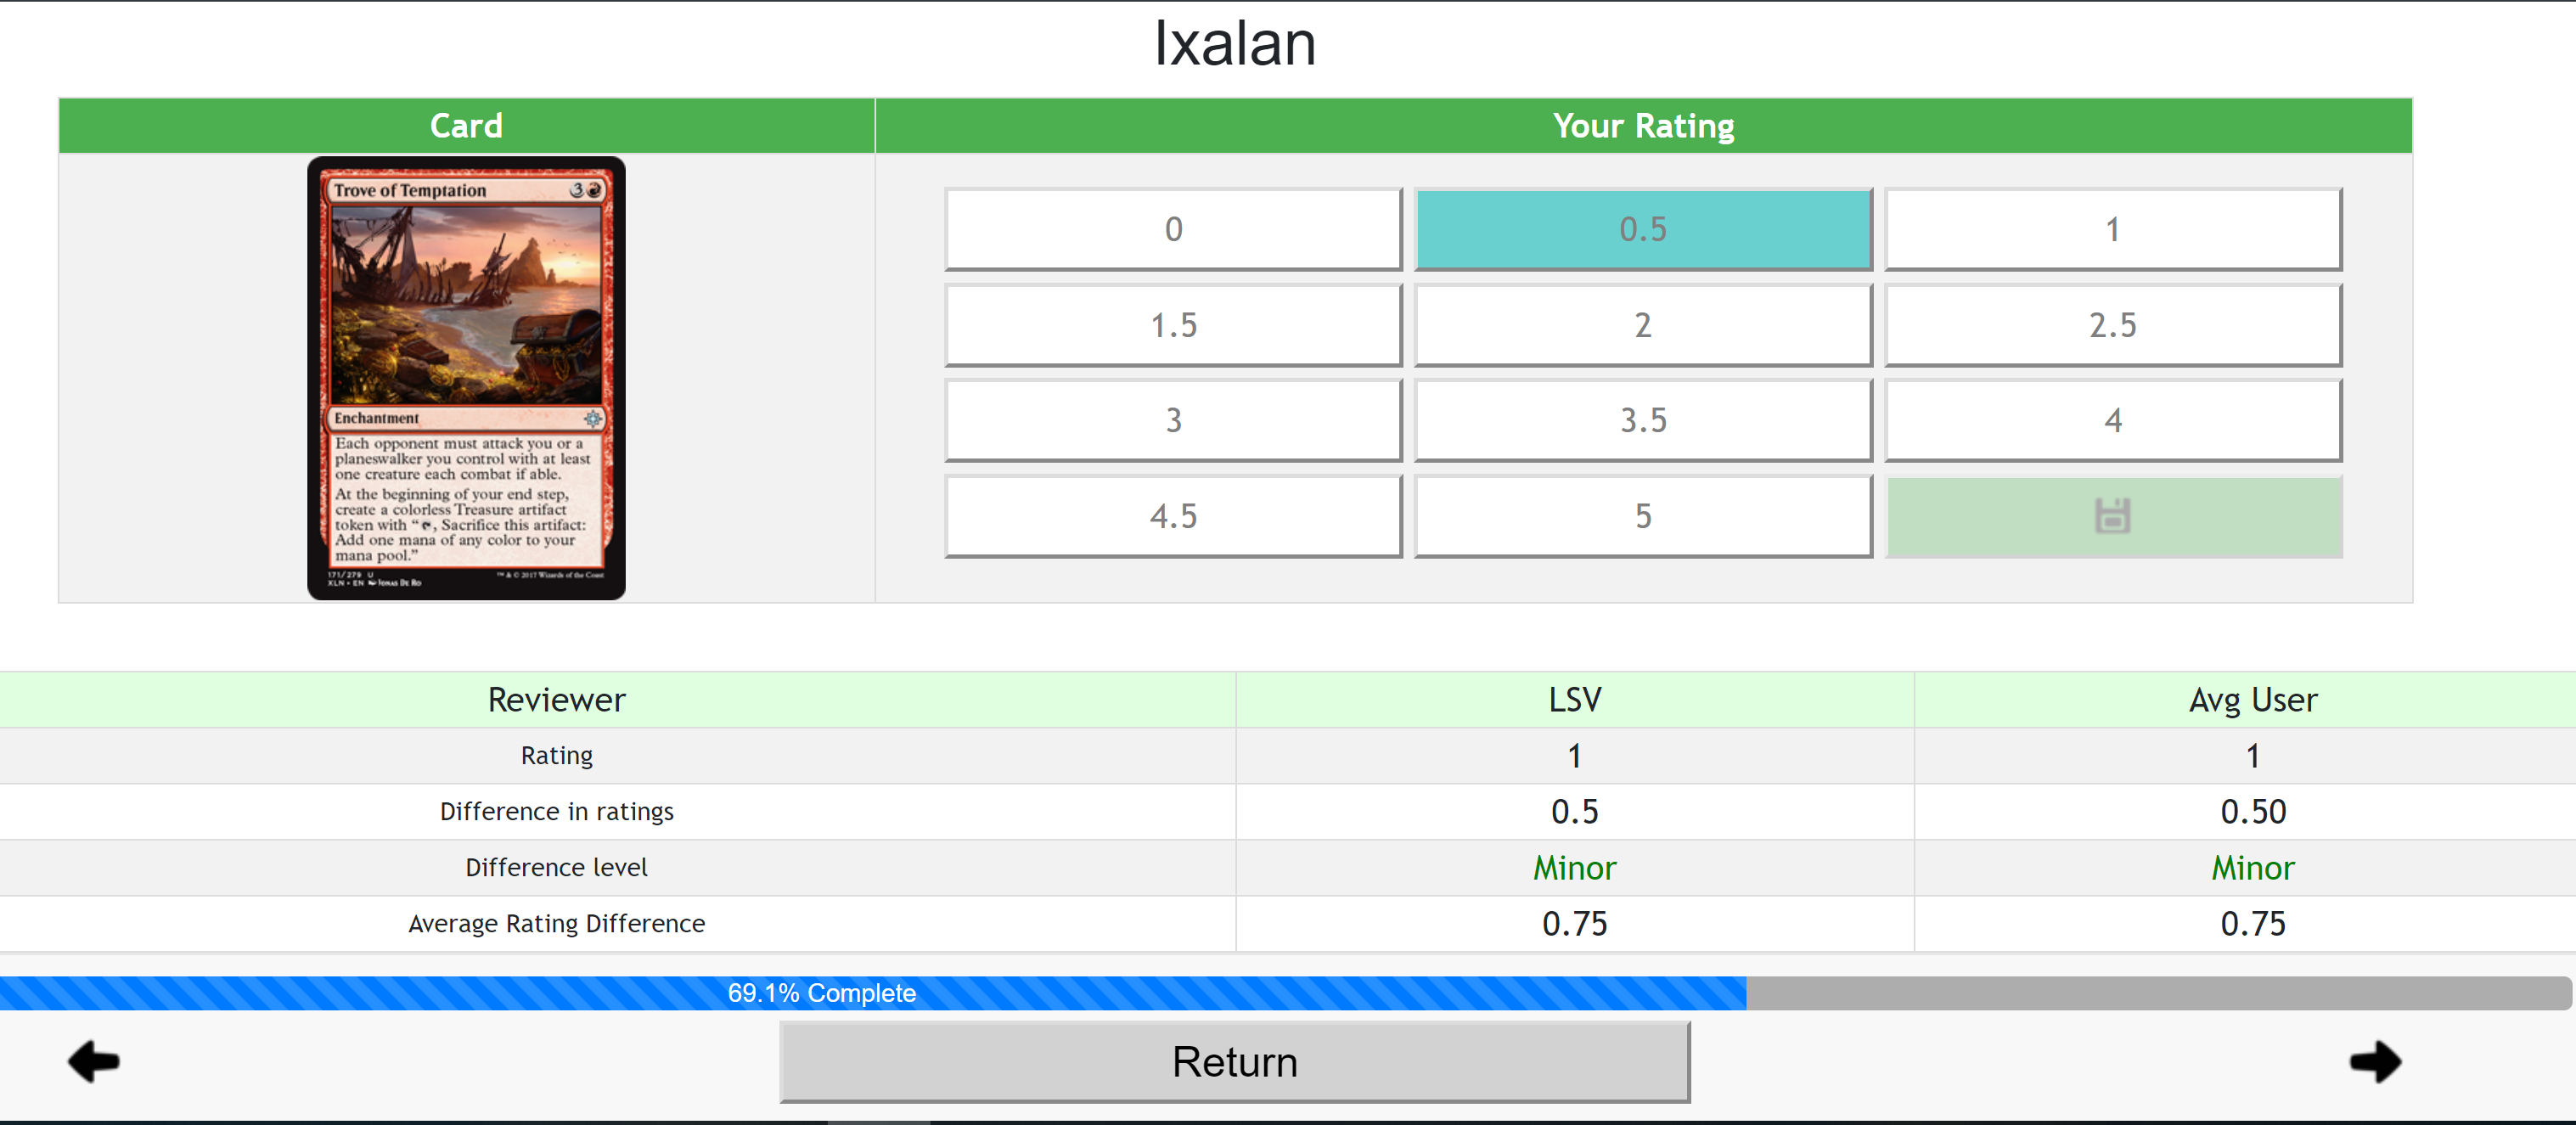 Ixalan
Card Your Rating
Trove of Temptation 3
Enchantment
Each opponent must attack you or a
planeswalker you control with at least
one creature each combat if able.
At the beginning of your end step,
create a colorless Treasure artifact
token with “ , Sacrifice this artifact:
Add one mana of any color to your
mana pool.”
171/279 U
XLN • EN Jonas De Ro
™ & © 2017 Wizards of the Coast
0 0.5 1
1.5 2 2.5
3 3.5 4
4.5 5
Reviewer LSV Avg User
Rating 1 1
Difference in ratings 0.5 0.50
Difference level Minor Minor
Average Rating Difference 0.75 0.75
69.1% Complete
Return